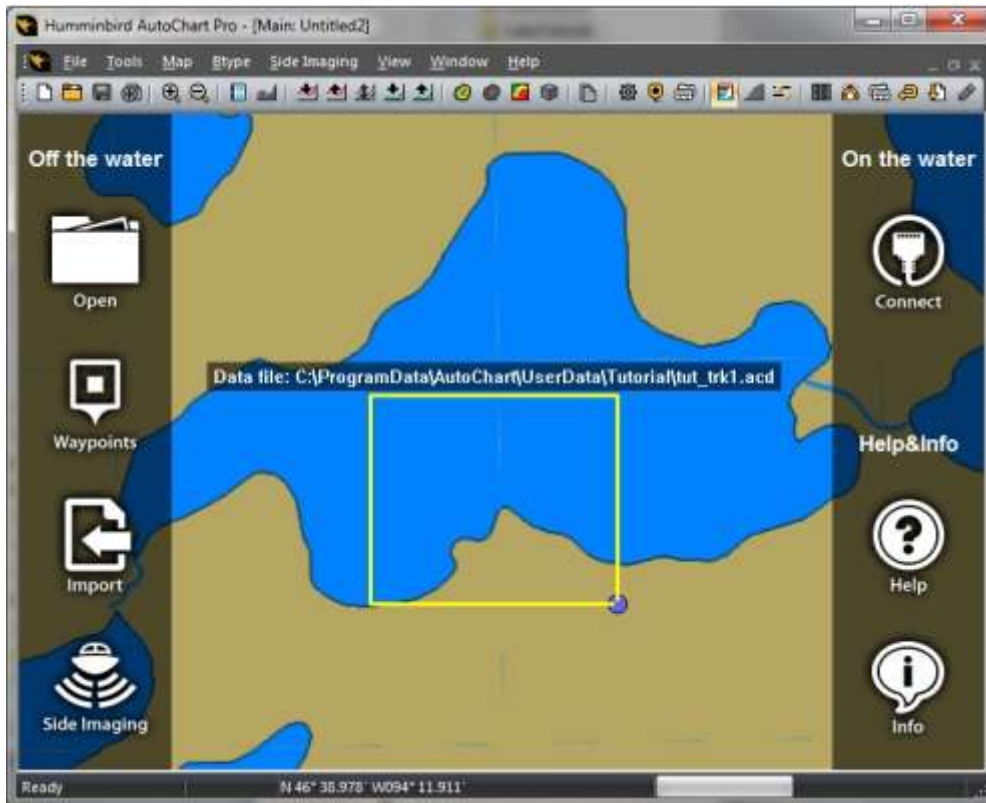 Humminbird AutoChart Pro - [Main: Untitled2]
File Tools Map Btype Side Imaging View Window Help
Off the water
On the water
Open
Connect
Data file: C:\ProgramData\AutoChart\UserData\Tutorial\tut_trk1.acd
Waypoints
Help&Info
Import
Help
Side Imaging
Info
Ready N 46° 38.978' W094° 11.911'